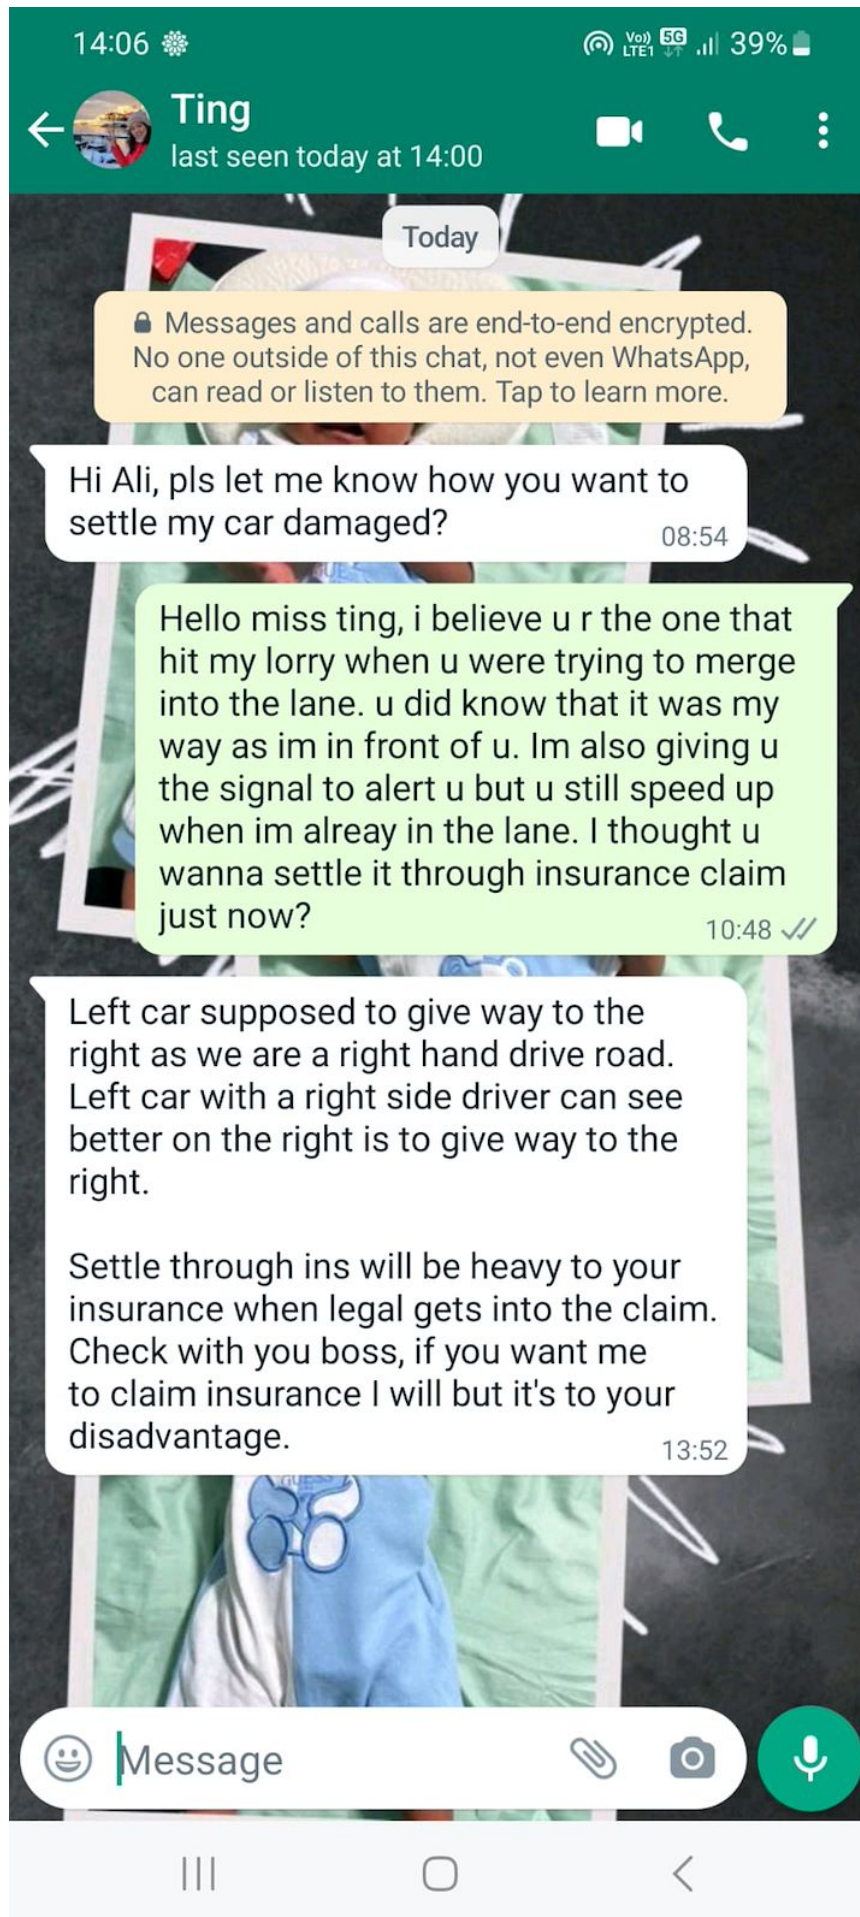 14:06
Vo)) LTE1 5G 39%
Ting
last seen today at 14:00
Today
Messages and calls are end-to-end encrypted.
No one outside of this chat, not even WhatsApp,
can read or listen to them. Tap to learn more.
Hi Ali, pls let me know how you want to
settle my car damaged?
08:54
Hello miss ting, i believe u r the one that
hit my lorry when u were trying to merge
into the lane. u did know that it was my
way as im in front of u. Im also giving u
the signal to alert u but u still speed up
when im alreay in the lane. I thought u
wanna settle it through insurance claim
just now?
10:48
Left car supposed to give way to the
right as we are a right hand drive road.
Left car with a right side driver can see
better on the right is to give way to the
right.
Settle through ins will be heavy to your
insurance when legal gets into the claim.
Check with you boss, if you want me
to claim insurance I will but it's to your
disadvantage.
13:52
Message